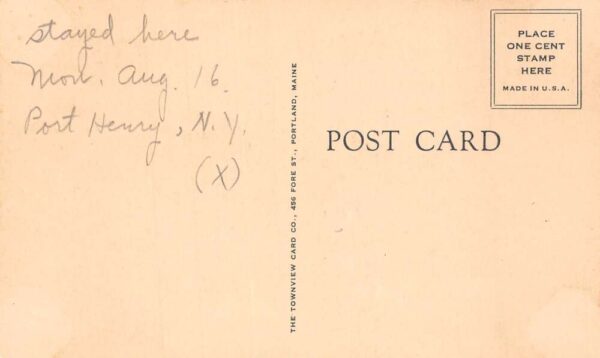 stayed here
Mon. Aug. 16.
Port Henry, N.Y.
(X)
THE TOWNVIEW CARD CO., 456 FORE ST., PORTLAND, MAINE
POST CARD
PLACE
ONE CENT
STAMP
HERE
MADE IN U.S.A.